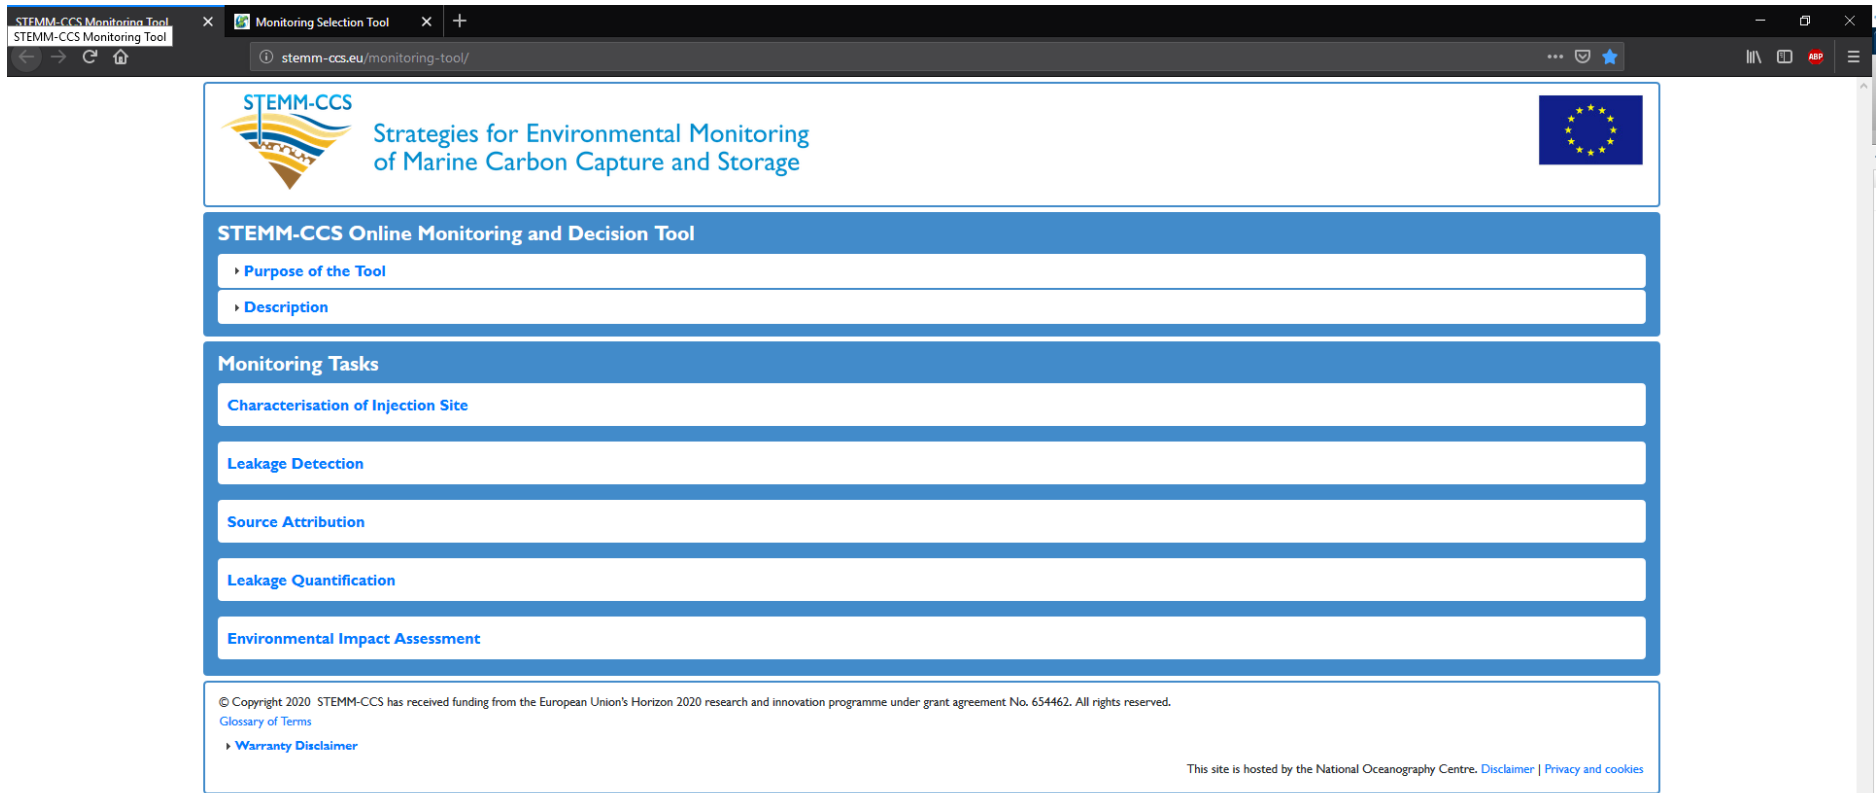 STEMM-CCS Monitoring Tool
Monitoring Selection Tool
STEMM-CCS Monitoring Tool
stemm-ccs.eu/monitoring-tool/
ABP
STEMM-CCS
Strategies for Environmental Monitoring
of Marine Carbon Capture and Storage
STEMM-CCS Online Monitoring and Decision Tool
Purpose of the Tool
Description
Monitoring Tasks
Characterisation of Injection Site
Leakage Detection
Source Attribution
Leakage Quantification
Environmental Impact Assessment
© Copyright 2020 STEMM-CCS has received funding from the European Union's Horizon 2020 research and innovation programme under grant agreement No. 654462. All rights reserved.
Glossary of Terms
Warranty Disclaimer
This site is hosted by the National Oceanography Centre. Disclaimer | Privacy and cookies